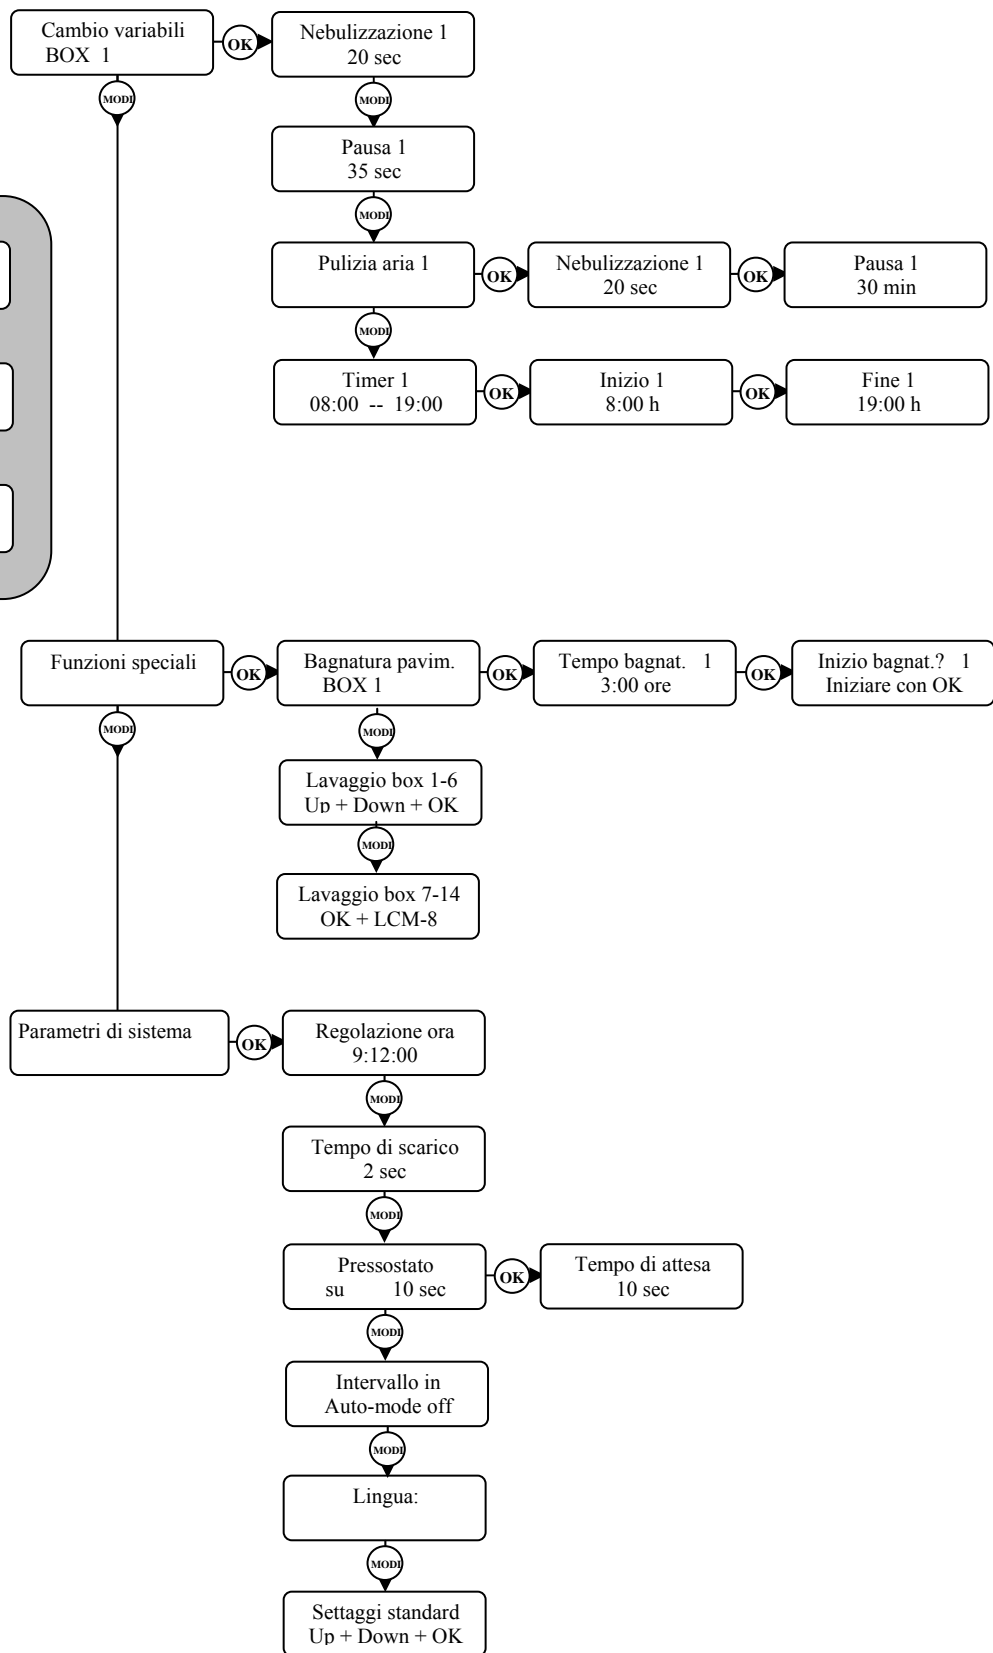 Cambio variabili
BOX 1
OK
Nebulizzazione 1
20 sec
MODI
MODI
Pausa 1
35 sec
MODI
Pulizia aria 1
OK
Nebulizzazione 1
20 sec
OK
Pausa 1
30 min
MODI
Timer 1
08:00 -- 19:00
OK
Inizio 1
8:00 h
OK
Fine 1
19:00 h
Funzioni speciali
OK
Bagnatura pavim.
BOX 1
OK
Tempo bagnat. 1
3:00 ore
OK
Inizio bagnat.? 1
Iniziare con OK
MODI
MODI
Lavaggio box 1-6
Up + Down + OK
MODI
Lavaggio box 7-14
OK + LCM-8
Parametri di sistema
OK
Regolazione ora
9:12:00
MODI
Tempo di scarico
2 sec
MODI
Pressostato
su 10 sec
OK
Tempo di attesa
10 sec
MODI
Intervallo in
Auto-mode off
MODI
Lingua:
MODI
Settaggi standard
Up + Down + OK